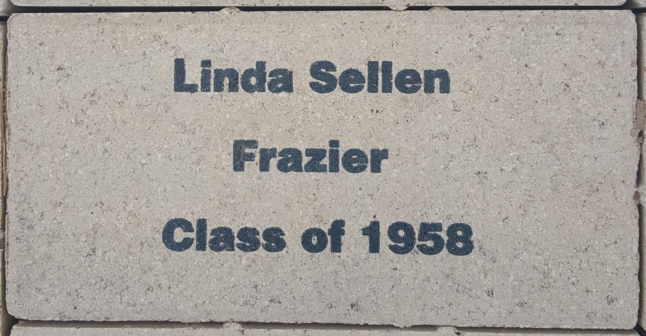 Linda Sellen
Frazier
Class of 1958